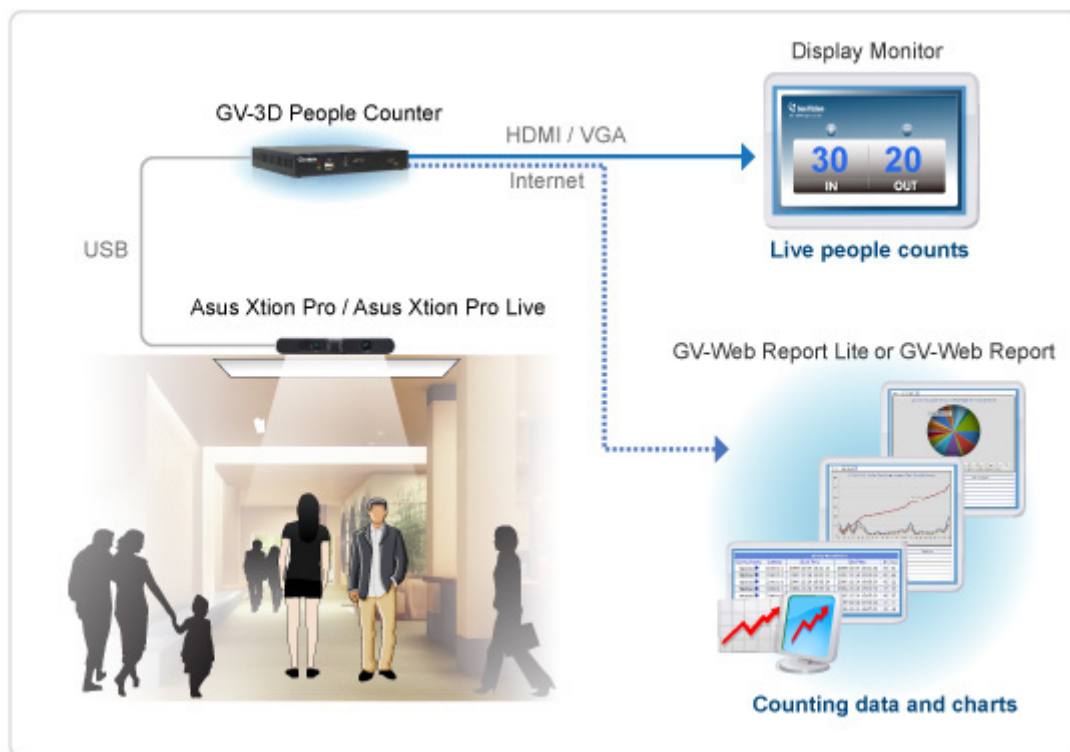 Display Monitor
GV-3D People Counter
HDMI / VGA
Internet
30
20
IN
OUT
USB
Live people counts
Asus Xtion Pro / Asus Xtion Pro Live
GV-Web Report Lite or GV-Web Report
Counting data and charts